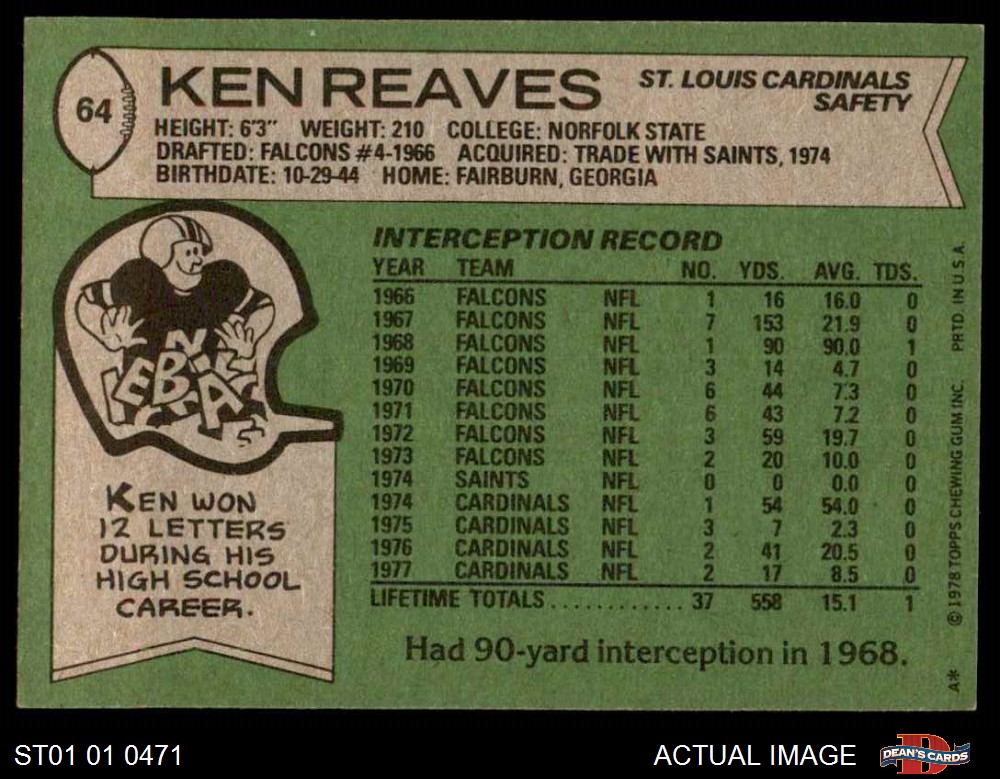 64
KEN REAVES
ST. LOUIS CARDINALS
SAFETY
HEIGHT: 6'3" WEIGHT: 210 COLLEGE: NORFOLK STATE
DRAFTED: FALCONS #4-1966 ACQUIRED: TRADE WITH SAINTS, 1974
BIRTHDATE: 10-29-44 HOME: FAIRBURN, GEORGIA
INTERCEPTION RECORD
YEAR TEAM NO. YDS. AVG. TDS.
1966 FALCONS NFL 1 16 16.0 0
1967 FALCONS NFL 7 153 21.9 0
1968 FALCONS NFL 1 90 90.0 1
1969 FALCONS NFL 3 14 4.7 0
1970 FALCONS NFL 6 44 7.3 0
1971 FALCONS NFL 6 43 7.2 0
1972 FALCONS NFL 3 59 19.7 0
1973 FALCONS NFL 2 20 10.0 0
1974 SAINTS NFL 0 0 0.0 0
1974 CARDINALS NFL 1 54 54.0 0
1975 CARDINALS NFL 3 7 2.3 0
1976 CARDINALS NFL 2 41 20.5 0
1977 CARDINALS NFL 2 17 8.5 0
LIFETIME TOTALS............ 37 558 15.1 1
Had 90-yard interception in 1968.
KEN WON
12 LETTERS
DURING HIS
HIGH SCHOOL
CAREER.
A* © 1978 TOPPS CHEWING GUM INC. PRTD. IN U.S.A.
ST01 01 0471
ACTUAL IMAGE
D
DEAN'S CARDS